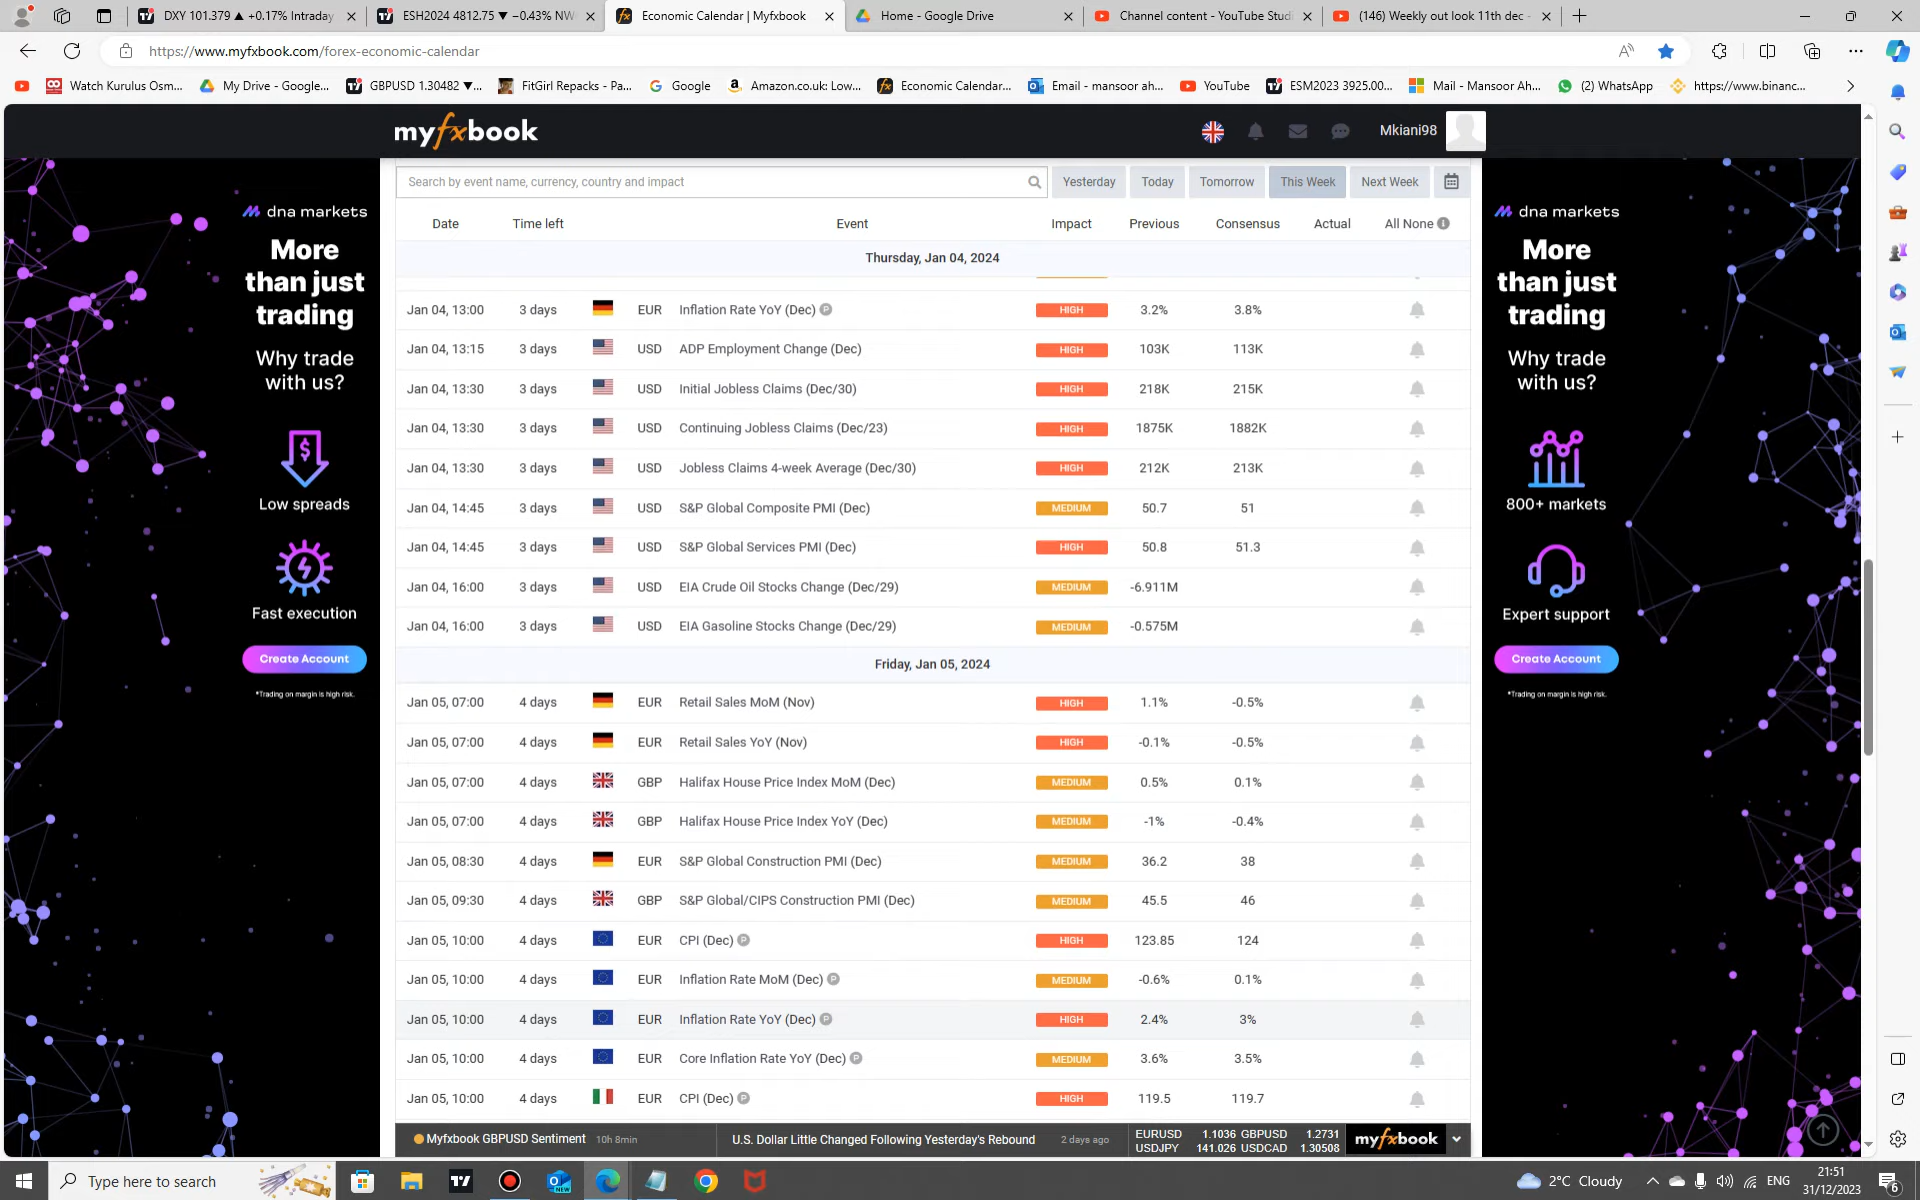 DXY 101.379 ▲ +0.17% Intraday
ESH2024 4812.75 ▼ −0.43% NW
Economic Calendar | Myfxbook
Home - Google Drive
Channel content - YouTube Studi
(146) Weekly out look 11th dec -
https://www.myfxbook.com/forex-economic-calendar
Watch Kurulus Osm...
My Drive - Google...
GBPUSD 1.30482 ▼...
FitGirl Repacks - Pa...
Google
Amazon.co.uk: Low...
Economic Calendar...
Email - mansoor ah...
YouTube
ESM2023 3925.00...
Mail - Mansoor Ah...
(2) WhatsApp
https://www.binanc...
myfxbook
Mkiani98
Search by event name, currency, country and impact
Yesterday Today Tomorrow This Week Next Week
Date Time left Event Impact Previous Consensus Actual All None
Thursday, Jan 04, 2024
Jan 04, 13:00 3 days EUR Inflation Rate YoY (Dec) P HIGH 3.2% 3.8%
Jan 04, 13:15 3 days USD ADP Employment Change (Dec) HIGH 103K 113K
Jan 04, 13:30 3 days USD Initial Jobless Claims (Dec/30) HIGH 218K 215K
Jan 04, 13:30 3 days USD Continuing Jobless Claims (Dec/23) HIGH 1875K 1882K
Jan 04, 13:30 3 days USD Jobless Claims 4-week Average (Dec/30) HIGH 212K 213K
Jan 04, 14:45 3 days USD S&P Global Composite PMI (Dec) MEDIUM 50.7 51
Jan 04, 14:45 3 days USD S&P Global Services PMI (Dec) HIGH 50.8 51.3
Jan 04, 16:00 3 days USD EIA Crude Oil Stocks Change (Dec/29) MEDIUM -6.911M
Jan 04, 16:00 3 days USD EIA Gasoline Stocks Change (Dec/29) MEDIUM -0.575M
Friday, Jan 05, 2024
Jan 05, 07:00 4 days EUR Retail Sales MoM (Nov) HIGH 1.1% -0.5%
Jan 05, 07:00 4 days EUR Retail Sales YoY (Nov) HIGH -0.1% -0.5%
Jan 05, 07:00 4 days GBP Halifax House Price Index MoM (Dec) MEDIUM 0.5% 0.1%
Jan 05, 07:00 4 days GBP Halifax House Price Index YoY (Dec) MEDIUM -1% -0.4%
Jan 05, 08:30 4 days EUR S&P Global Construction PMI (Dec) MEDIUM 36.2 38
Jan 05, 09:30 4 days GBP S&P Global/CIPS Construction PMI (Dec) MEDIUM 45.5 46
Jan 05, 10:00 4 days EUR CPI (Dec) P HIGH 123.85 124
Jan 05, 10:00 4 days EUR Inflation Rate MoM (Dec) P MEDIUM -0.6% 0.1%
Jan 05, 10:00 4 days EUR Inflation Rate YoY (Dec) P HIGH 2.4% 3%
Jan 05, 10:00 4 days EUR Core Inflation Rate YoY (Dec) P MEDIUM 3.6% 3.5%
Jan 05, 10:00 4 days EUR CPI (Dec) P HIGH 119.5 119.7
dna markets
More
than just
trading
Why trade
with us?
Low spreads
Fast execution
Create Account
*Trading on margin is high risk.
dna markets
More
than just
trading
Why trade
with us?
800+ markets
Expert support
Create Account
*Trading on margin is high risk.
Myfxbook GBPUSD Sentiment 10h 8min
U.S. Dollar Little Changed Following Yesterday's Rebound 2 days ago
EURUSD 1.1036 GBPUSD 1.2731
USDJPY 141.026 USDCAD 1.30508
myfxbook
Type here to search
2°C Cloudy
ENG
21:51
31/12/2023
6